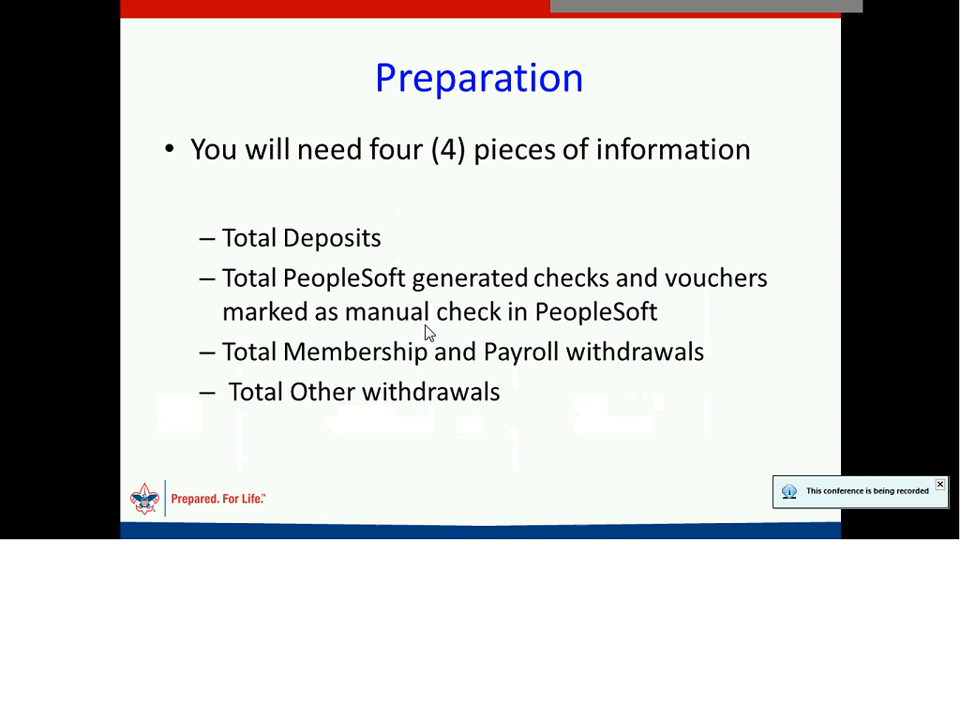 Preparation
• You will need four (4) pieces of information
– Total Deposits
– Total PeopleSoft generated checks and vouchers
marked as manual check in PeopleSoft
– Total Membership and Payroll withdrawals
– Total Other withdrawals
Prepared. For Life.™
This conference is being recorded